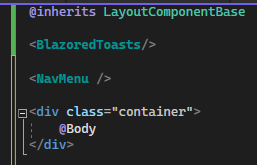 @inherits LayoutComponentBase
<BlazoredToasts/>
<NavMenu />
<div class="container">
@Body
</div>